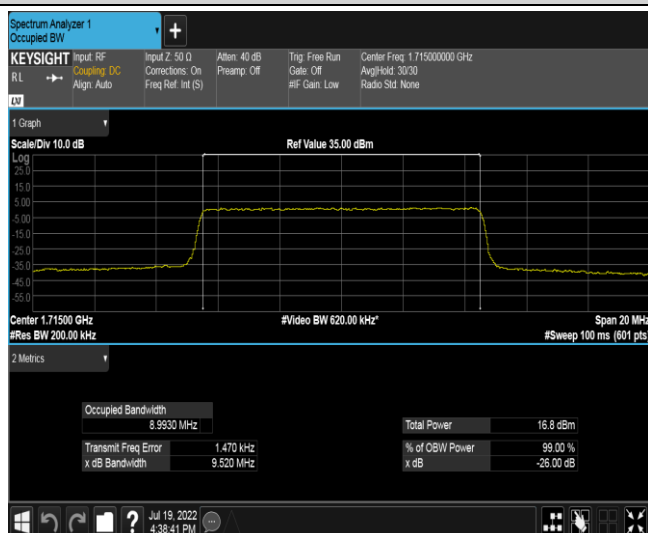 Spectrum Analyzer 1
Occupied BW
+
KEYSIGHT
R L
LXI
Input: RF
Coupling: DC
Align: Auto
Input Z: 50 Ω
Corrections: On
Freq Ref: Int (S)
Atten: 40 dB
Preamp: Off
Trig: Free Run
Gate: Off
#IF Gain: Low
Center Freq: 1.715000000 GHz
Avg|Hold: 30/30
Radio Std: None
1 Graph
Scale/Div 10.0 dB
Ref Value 35.00 dBm
Log
25.0
15.0
5.00
-5.00
-15.0
-25.0
-35.0
-45.0
-55.0
Center 1.71500 GHz
#Video BW 620.00 kHz*
Span 20 MHz
#Res BW 200.00 kHz
#Sweep 100 ms (601 pts)
2 Metrics
Occupied Bandwidth
8.9930 MHz
Total Power 16.8 dBm
Transmit Freq Error 1.470 kHz
% of OBW Power 99.00 %
x dB Bandwidth 9.520 MHz
x dB -26.00 dB
?
Jul 19, 2022
4:38:41 PM